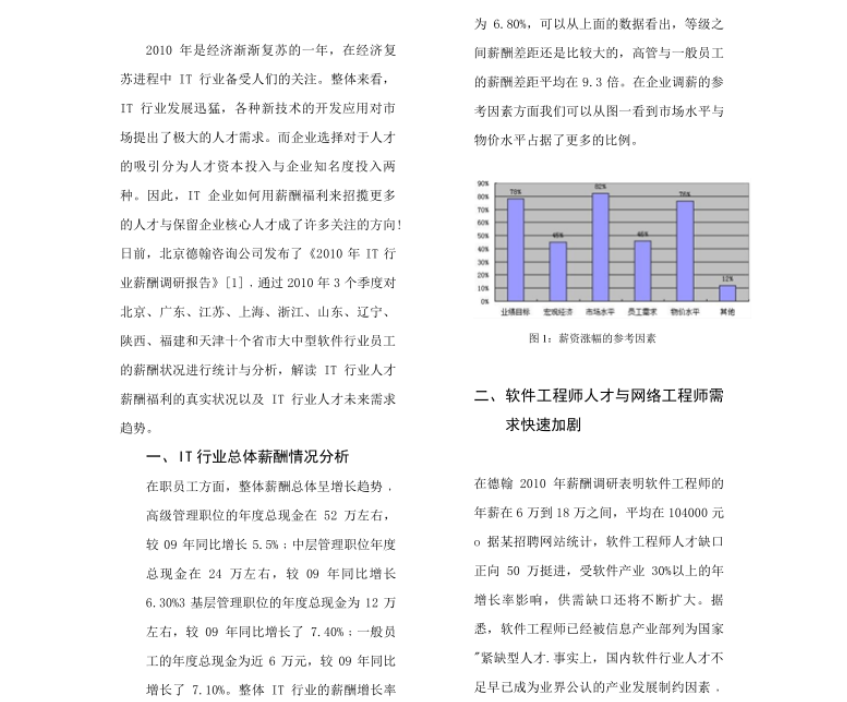 2010 年是经济渐渐复苏的一年，在经济复
苏进程中 IT 行业备受人们的关注。整体来看，
IT 行业发展迅猛，各种新技术的开发应用对市
场提出了极大的人才需求。而企业选择对于人才
的吸引分为人才资本投入与企业知名度投入两
种。因此，IT 企业如何用薪酬福利来招揽更多
的人才与保留企业核心人才成了许多关注的方向!
日前，北京德翰咨询公司发布了《2010 年 IT 行
业薪酬调研报告》[1] .通过 2010 年 3 个季度对
北京、广东、江苏、上海、浙江、山东、辽宁、
陕西、福建和天津十个省市大中型软件行业员工
的薪酬状况进行统计与分析，解读 IT 行业人才
薪酬福利的真实状况以及 IT 行业人才未来需求
趋势。
一、IT 行业总体薪酬情况分析
在职员工方面，整体薪酬总体呈增长趋势 .
高级管理职位的年度总现金在 52 万左右，
较 09 年同比增长 5.5%﹔中层管理职位年度
总现金在 24 万左右，较 09 年同比增长
6.30%3 基层管理职位的年度总现金为 12 万
左右，较 09 年同比增长了 7.40%﹔一般员
工的年度总现金为近 6 万元，较 09 年同比
增长了 7.10%。整体 IT 行业的薪酬增长率
为 6.80%，可以从上面的数据看出，等级之
间薪酬差距还是比较大的，高管与一般员工
的薪酬差距平均在 9.3 倍。在企业调薪的参
考因素方面我们可以从图一看到市场水平与
物价水平占据了更多的比例。
90%
80%
70%
60%
50%
40%
30%
20%
10%
0%
78% 45% 82% 46% 76% 12%
业绩目标 宏观经济 市场水平 员工需求 物价水平 其他
图 1：薪资涨幅的参考因素
二、软件工程师人才与网络工程师需
求快速加剧
在德翰 2010 年薪酬调研表明软件工程师的
年薪在 6 万到 18 万之间，平均在 104000 元
o 据某招聘网站统计，软件工程师人才缺口
正向 50 万挺进，受软件产业 30%以上的年
增长率影响，供需缺口还将不断扩大。据
悉，软件工程师已经被信息产业部列为国家
"紧缺型人才.事实上，国内软件行业人才不
足早已成为业界公认的产业发展制约因素 .